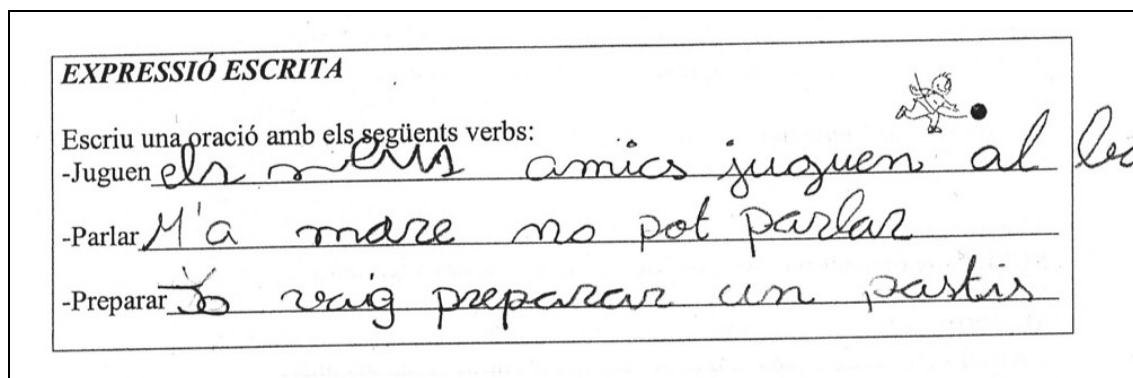 EXPRESSIÓ ESCRITA
Escriu una oració amb els següents verbs:
-Juguen els meus amics juguen al
-Parlar M'a mare no pot parlar
-Preparar Jo vaig preparar un pastis